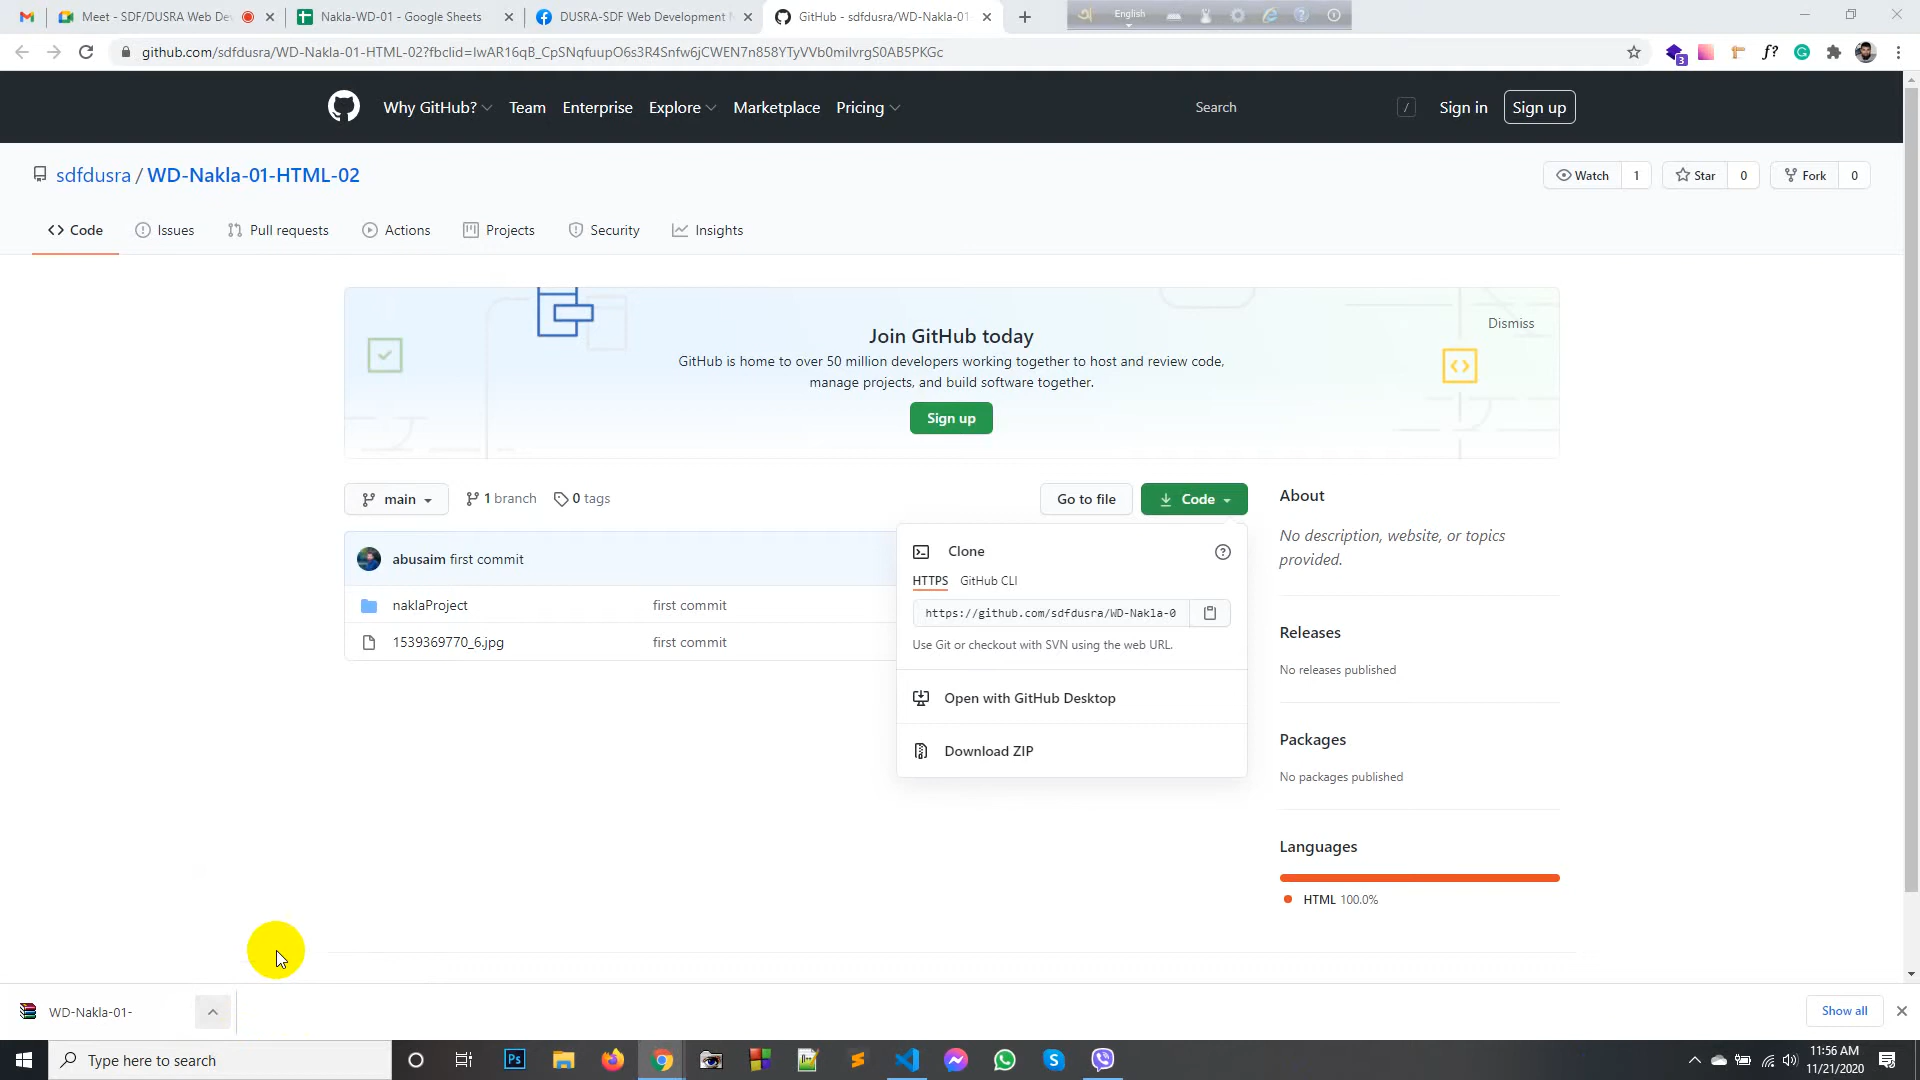 Meet - SDF/DUSRA Web De
Nakla-WD-01 - Google Sheets
DUSRA-SDF Web Development N
GitHub - sdfdusra/WD-Nakla-01
English
github.com/sdfdusra/WD-Nakla-01-HTML-02?fbclid=IwAR16qB_CpSNqfuupO6s3R4Snfw6jCWEN7n858YTyVVb0miIvrgS0AB5PKGc
3
f?
Why GitHub?
Team
Enterprise
Explore
Marketplace
Pricing
Search
/
Sign in
Sign up
sdfdusra / WD-Nakla-01-HTML-02
Watch 1
Star 0
Fork 0
Code
Issues
Pull requests
Actions
Projects
Security
Insights
Join GitHub today
Dismiss
GitHub is home to over 50 million developers working together to host and review code,
manage projects, and build software together.
Sign up
main
1 branch
0 tags
Go to file
Code
About
No description, website, or topics
provided.
abusaim first commit
naklaProject first commit
1539369770_6.jpg first commit
Clone
HTTPS GitHub CLI
https://github.com/sdfdusra/WD-Nakla-0
Use Git or checkout with SVN using the web URL.
Open with GitHub Desktop
Download ZIP
Releases
No releases published
Packages
No packages published
Languages
HTML 100.0%
WD-Nakla-01-
Show all
Type here to search
Ps
11:56 AM
11/21/2020